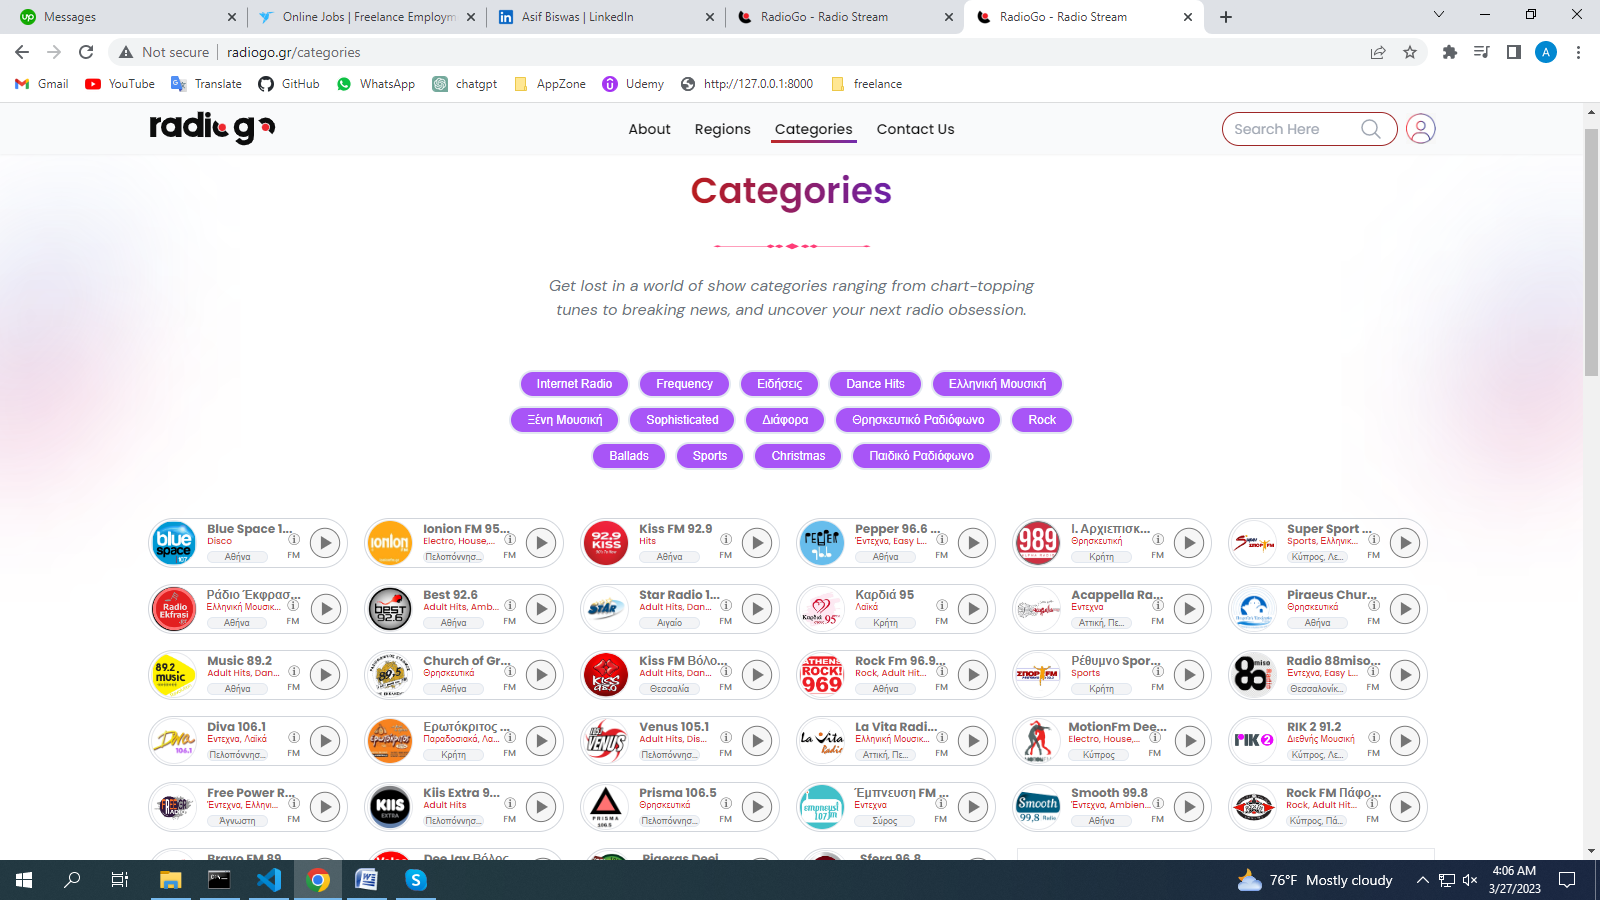 Messages
Online Jobs | Freelance Employm
Asif Biswas | LinkedIn
RadioGo - Radio Stream
RadioGo - Radio Stream
Not secure
radiogo.gr/categories
A
Gmail
YouTube
Translate
GitHub
WhatsApp
chatgpt
AppZone
Udemy
http://127.0.0.1:8000
freelance
radio go
About
Regions
Categories
Contact Us
Search Here
Categories
Get lost in a world of show categories ranging from chart-topping
tunes to breaking news, and uncover your next radio obsession.
Internet Radio
Frequency
Ειδήσεις
Dance Hits
Ελληνική Μουσική
Ξένη Μουσική
Sophisticated
Διάφορα
Θρησκευτικό Ραδιόφωνο
Rock
Ballads
Sports
Christmas
Παιδικό Ραδιόφωνο
Blue Space 1...
Disco
Αθήνα
FM
Ionion FM 95...
Electro, House,...
Πελοπόννησ...
FM
Kiss FM 92.9
Hits
Αθήνα
FM
Pepper 96.6 ...
Έντεχνα, Easy L...
Αθήνα
FM
Ι. Αρχιεπισκ...
Θρησκευτική
Κρήτη
FM
Super Sport ...
Sports, Ελληνικ...
Κύπρος, Λε...
FM
Ράδιο Έκφρασ...
Ελληνική Μουσικ...
Αθήνα
FM
Best 92.6
Adult Hits, Amb...
Αθήνα
FM
Star Radio 1...
Adult Hits, Dan...
Αιγαίο
FM
Καρδιά 95
Λαϊκά
Κρήτη
FM
Acappella Ra...
Εντεχνα
Αττική, Πε...
FM
Piraeus Chur...
Θρησκευτικά
Αθήνα
FM
Music 89.2
Adult Hits, Dan...
Αθήνα
FM
Church of Gr...
Θρησκευτικά
Αθήνα
FM
Kiss FM Βόλο...
Adult Hits, Dan...
Θεσσαλία
FM
Rock Fm 96.9...
Rock, Adult Hit...
Αθήνα
FM
Ρέθυμνο Spor...
Sports
Κρήτη
FM
Radio 88miso...
Εντεχνα, Easy L...
Θεσσαλονίκ...
FM
Diva 106.1
Εντεχνα, Λαϊκά
Πελοπόννησ...
FM
Ερωτόκριτος ...
Παραδοσιακά, Λα...
Κρήτη
FM
Venus 105.1
Adult Hits, Dis...
Πελοπόννησ...
FM
La Vita Radi...
Ελληνική Μουσικ...
Αττική, Πε...
FM
MotionFm Dee...
Electro, House,...
Κύπρος
FM
RIK 2 91.2
Διεθνής Μουσική
Κύπρος, Λε...
FM
Free Power R...
Έντεχνα, Ελληνι...
Άγνωστη
FM
Kiis Extra 9...
Adult Hits
Πελοπόννησ...
FM
Prisma 106.5
Θρησκευτικά
Πελοπόννησ...
FM
Έμπνευση FM ...
Εντεχνα
Σύρος
FM
Smooth 99.8
Έντεχνα, Ambien...
Αθήνα
FM
Rock FM Πάφο...
Rock, Adult Hit...
Κύπρος, Πά...
FM
Bravo FM 89
DeeJay Βόλος
Sfera 96.8
76°F Mostly cloudy
4:06 AM
3/27/2023